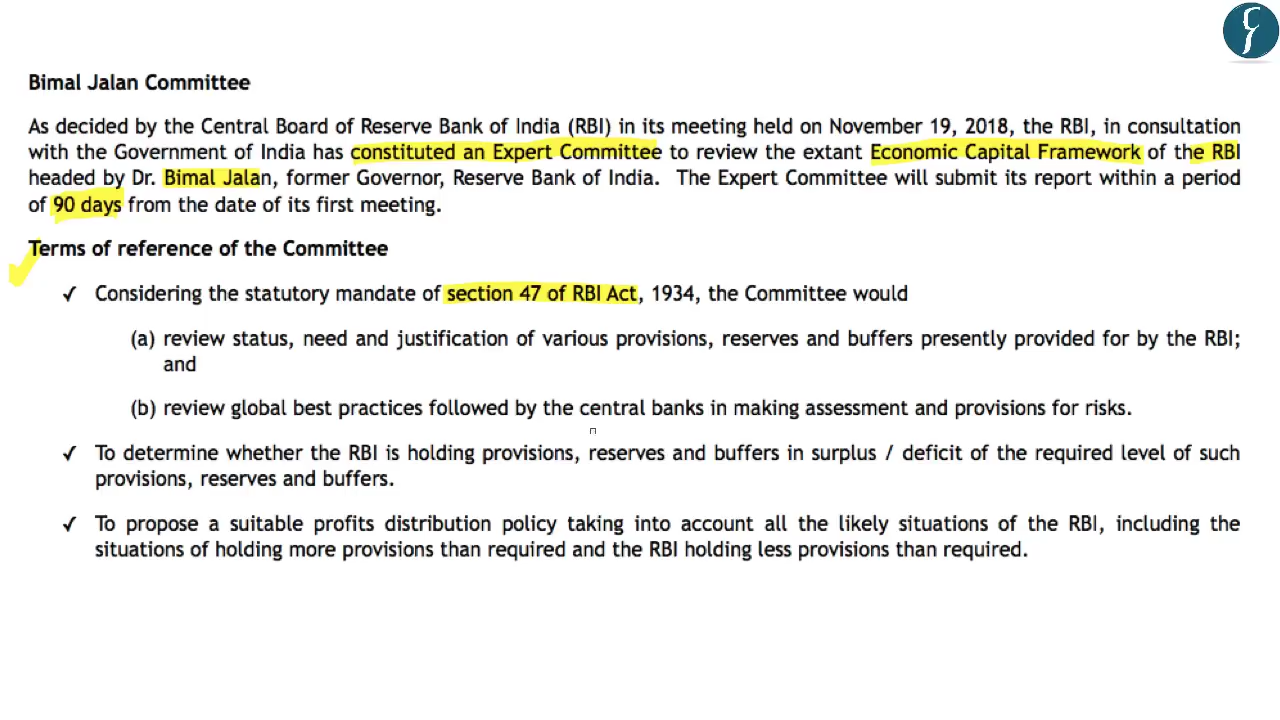 Bimal Jalan Committee
As decided by the Central Board of Reserve Bank of India (RBI) in its meeting held on November 19, 2018, the RBI, in consultation
with the Government of India has constituted an Expert Committee to review the extant Economic Capital Framework of the RBI
headed by Dr. Bimal Jalan, former Governor, Reserve Bank of India. The Expert Committee will submit its report within a period
of 90 days from the date of its first meeting.
Terms of reference of the Committee
✓ Considering the statutory mandate of section 47 of RBI Act, 1934, the Committee would
(a) review status, need and justification of various provisions, reserves and buffers presently provided for by the RBI;
and
(b) review global best practices followed by the central banks in making assessment and provisions for risks.
✓ To determine whether the RBI is holding provisions, reserves and buffers in surplus / deficit of the required level of such
provisions, reserves and buffers.
✓ To propose a suitable profits distribution policy taking into account all the likely situations of the RBI, including the
situations of holding more provisions than required and the RBI holding less provisions than required.